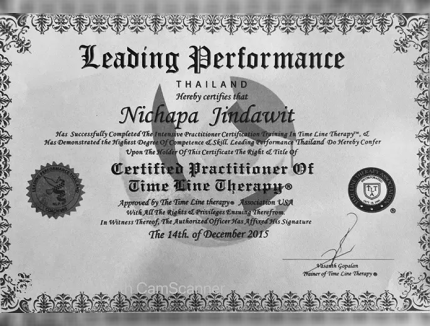 Leading Performance
THAILAND
Hereby certifies that
Nichapa Jindawit
Has Successfully Completed The Intensive Practitioner Certification Training In Time Line Therapy™, &
Has Demonstrated the Highest Degree Of Competence & Skill. Leading Performance Thailand Do Hereby Confer
Upon The Holder Of This Certificate The Right & Title Of
Certified Practitioner Of
Time Line Therapy®
Approved by The Time Line therapy® Association USA
With All The Rights & Privileges Ensuing Therefrom.
In Witness Thereof, The Authorized Officer Has Affixed His Signature
The 14th. of December 2015
Vasanth Gopalan
Trainer of Time Line Therapy®
CamScanner